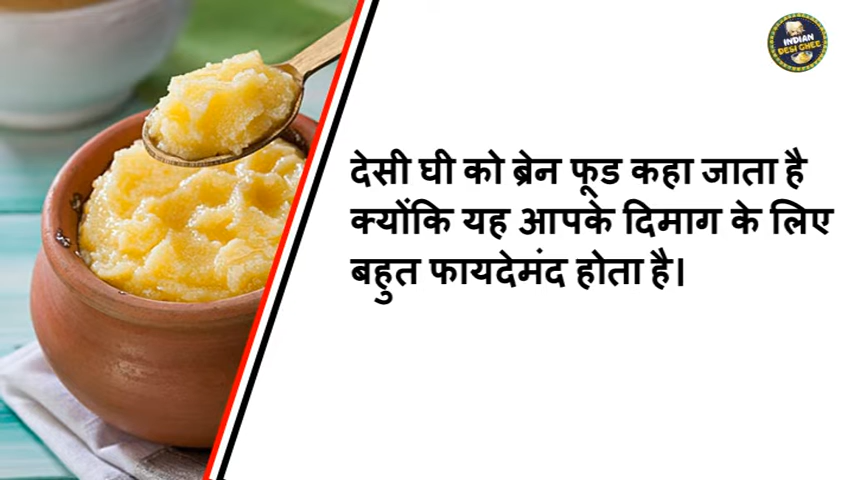 INDIAN
DESI GHEE
देसी घी को ब्रेन फूड कहा जाता है
क्योंकि यह आपके दिमाग के लिए
बहुत फायदेमंद होता है।